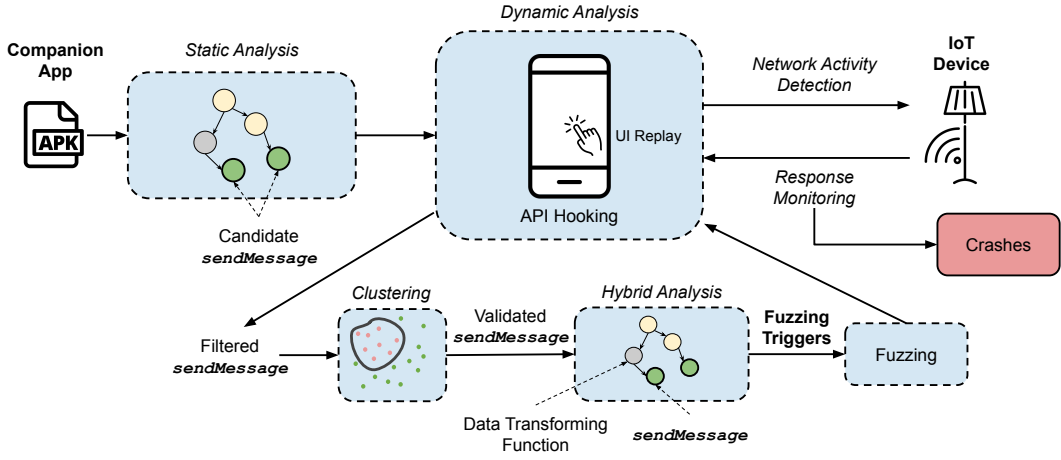 Dynamic Analysis
Static Analysis
Companion
App
APK
UI Replay
API Hooking
Network Activity
Detection
IoT
Device
Response
Monitoring
Crashes
Candidate
sendMessage
Filtered
sendMessage
Clustering
Validated
sendMessage
Hybrid Analysis
Data Transforming
Function
sendMessage
Fuzzing
Triggers
Fuzzing